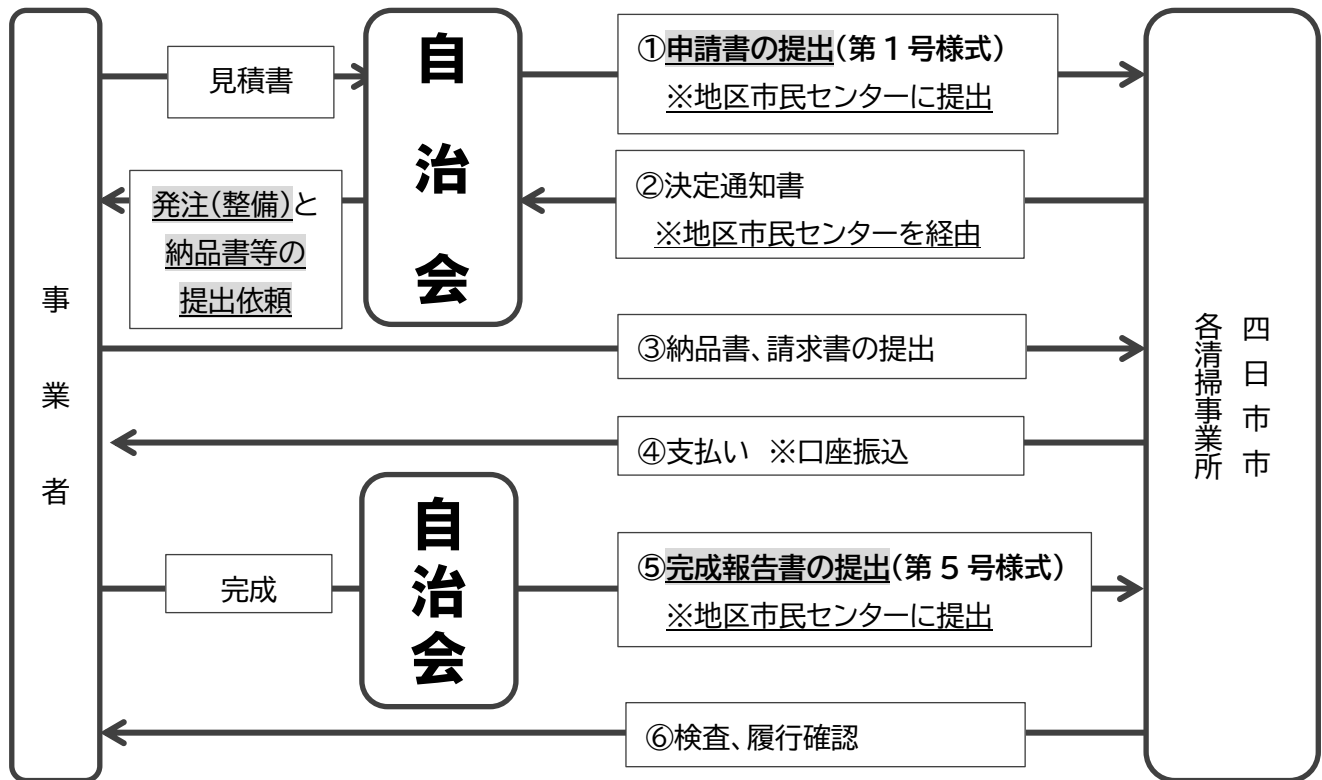 事業者
見積書
自治会
①申請書の提出(第1号様式)
※地区市民センターに提出
発注(整備)と
納品書等の
提出依頼
②決定通知書
※地区市民センターを経由
③納品書、請求書の提出
④支払い ※口座振込
完成
自治会
⑤完成報告書の提出(第5号様式)
※地区市民センターに提出
⑥検査、履行確認
四日市市
各清掃事業所